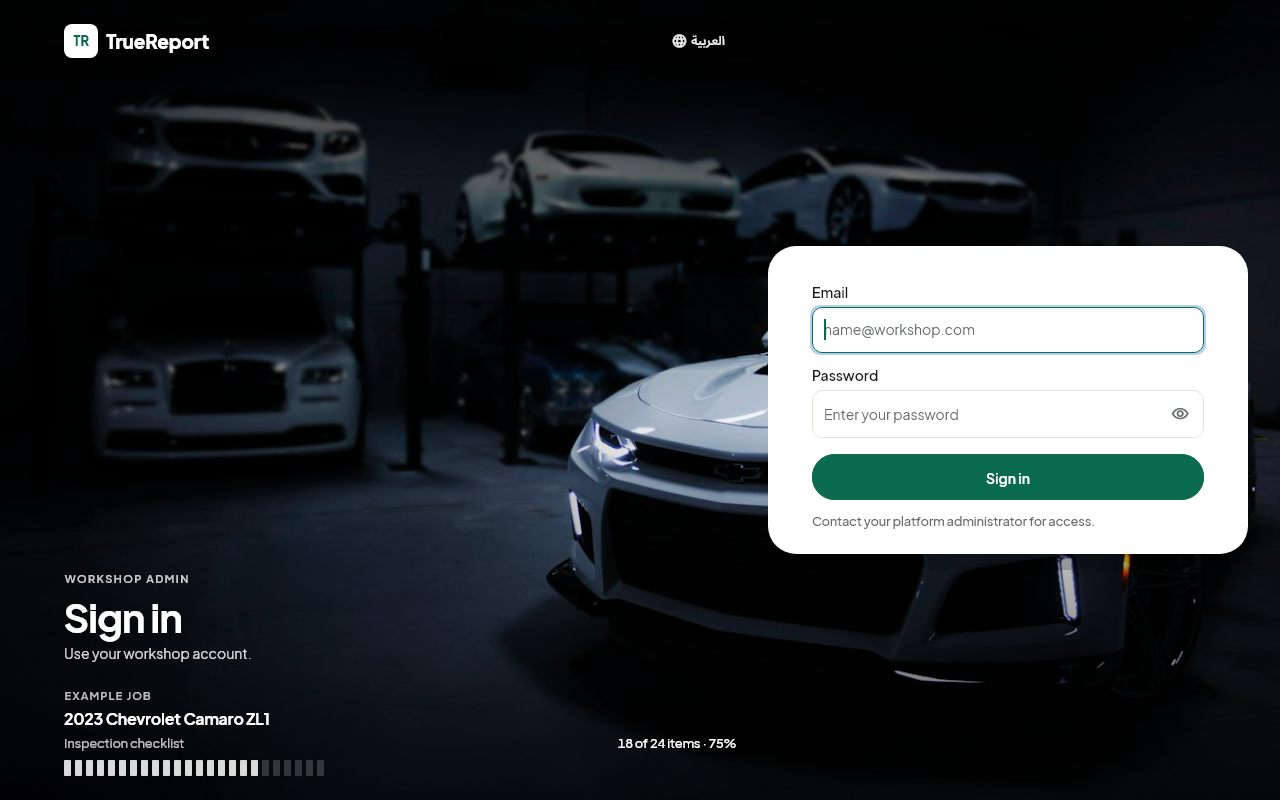 TR
TrueReport
العربية
Email
name@workshop.com
Password
Enter your password
Sign in
Contact your platform administrator for access.
WORKSHOP ADMIN
Sign in
Use your workshop account.
EXAMPLE JOB
2023 Chevrolet Camaro ZL1
Inspection checklist
18 of 24 items · 75%